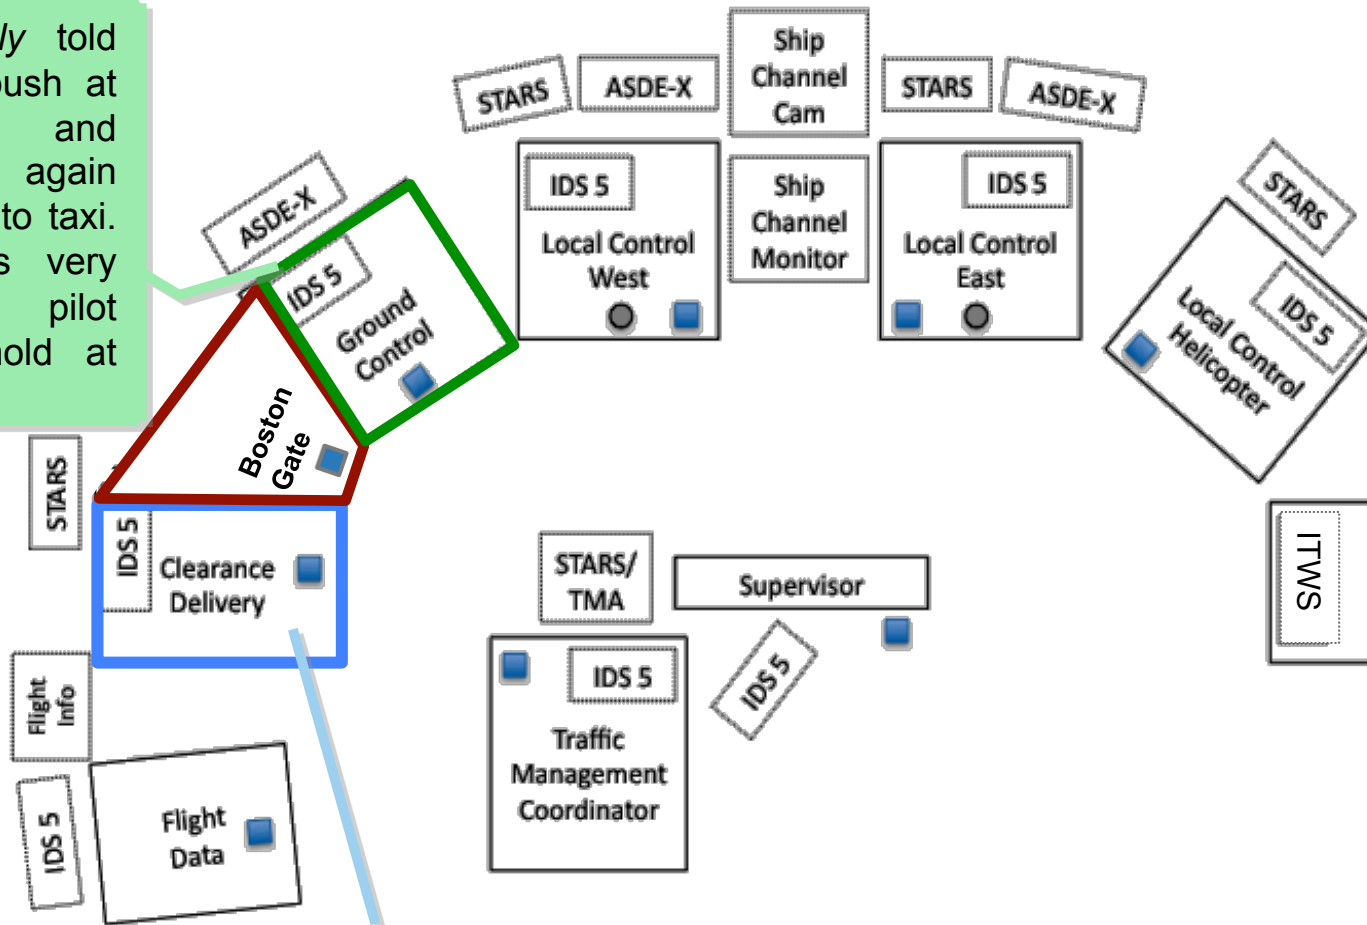 ly told
push at
and
again
to taxi.
s very
pilot
hold at
STARS
ASDE-X
Ship
Channel
Cam
STARS
ASDE-X
ASDE-X
IDS 5
Ground
Control
IDS 5
Local Control
West
Ship
Channel
Monitor
IDS 5
Local Control
East
STARS
IDS 5
Local Control
Helicopter
Boston
Gate
STARS
IDS 5
Clearance
Delivery
STARS/
TMA
Supervisor
ITWS
IDS 5
Traffic
Management
Coordinator
IDS 5
Flight
Info
IDS 5
Flight
Data